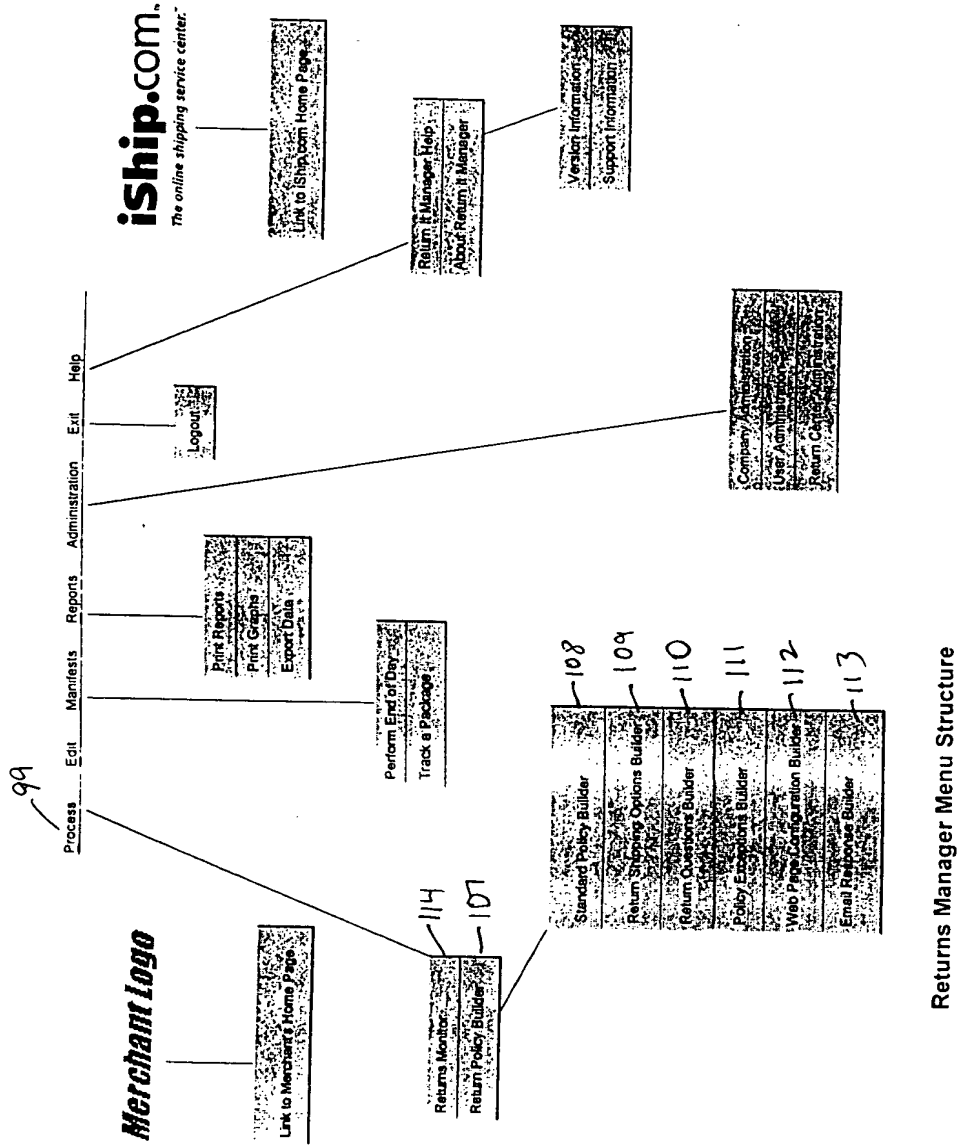 Merchant Logo
Link to Merchant's Home Page
iShip.com™
The online shipping service center.℠
Link to iShip.com Home Page
99
Process Edit Manifests Reports Administration Exit Help
Logout
Print Reports
Print Graphs
Export Data
Perform End of Day
Track a Package
Return It Manager Help
About Return It Manager
Version Information
Support Information
Company Administration
User Administration
Return Center Administration
Returns Monitor 114
Return Policy Builder 107
Standard Policy Builder 108
Return Shipping Options Builder 109
Return Questions Builder 110
Policy Exceptions Builder 111
Web Page Configuration Builder 112
Email Response Builder 113
Returns Manager Menu Structure